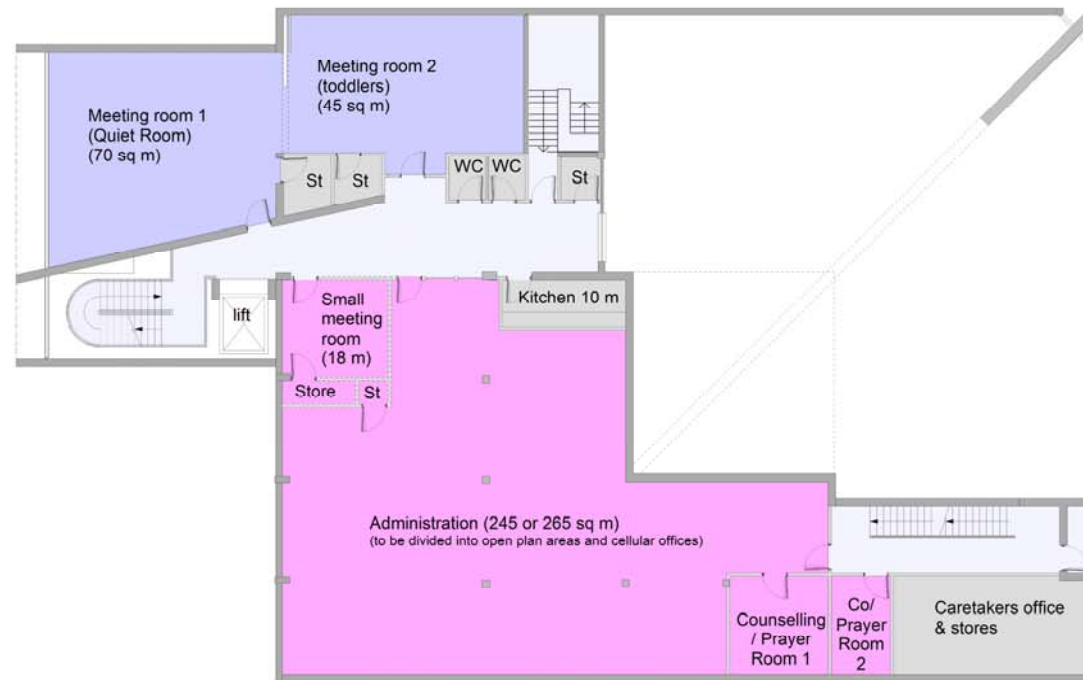 Meeting room 1
(Quiet Room)
(70 sq m)
Meeting room 2
(toddlers)
(45 sq m)
St
St
WC
WC
St
lift
Small
meeting
room
(18 m)
Kitchen 10 m
Store
St
Administration (245 or 265 sq m)
(to be divided into open plan areas and cellular offices)
Counselling
/ Prayer
Room 1
Co/
Prayer
Room
2
Caretakers office
& stores